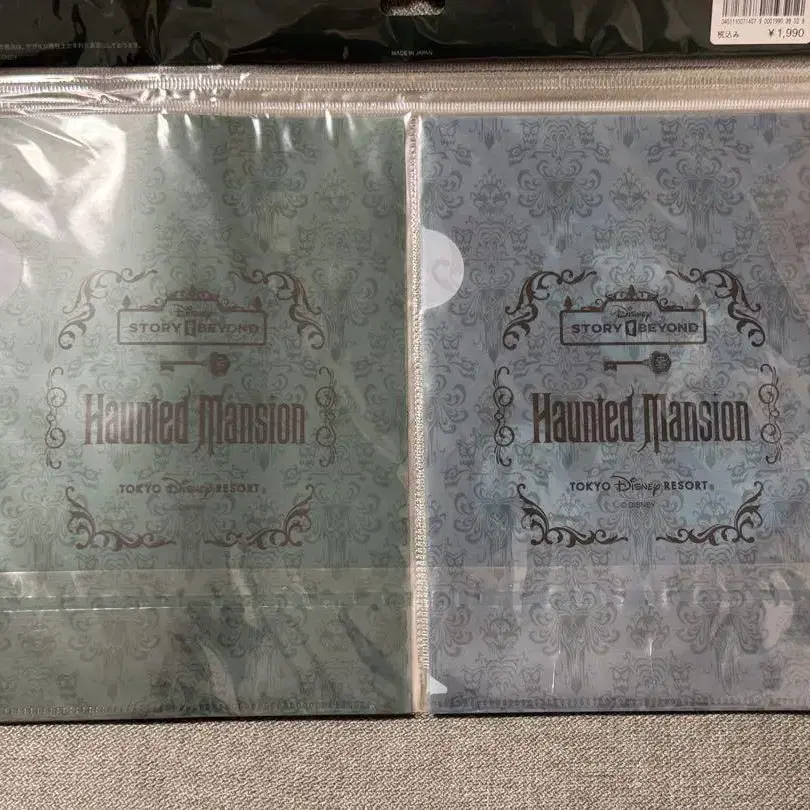 MADE IN JAPAN
税込み ¥1,990
Disney
STORY BEYOND
Haunted Mansion
TOKYO Disney RESORT®
Disney
STORY BEYOND
Haunted Mansion
TOKYO Disney RESORT®
© DISNEY